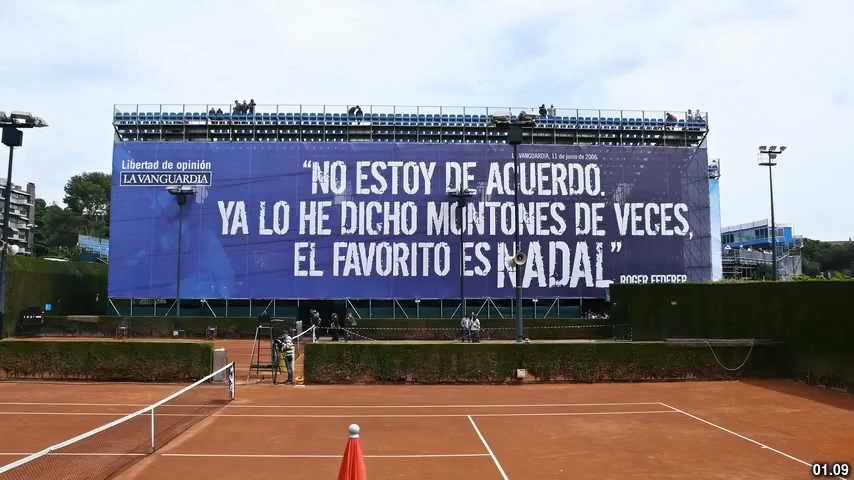 LA VANGUARDIA, 11 de junio de 2006
Libertad de opinión
LA VANGUARDIA
“NO ESTOY DE ACUERDO.
YA LO HE DICHO MONTONES DE VECES,
EL FAVORITO ES NADAL”
ROGER FEDERER
01.09